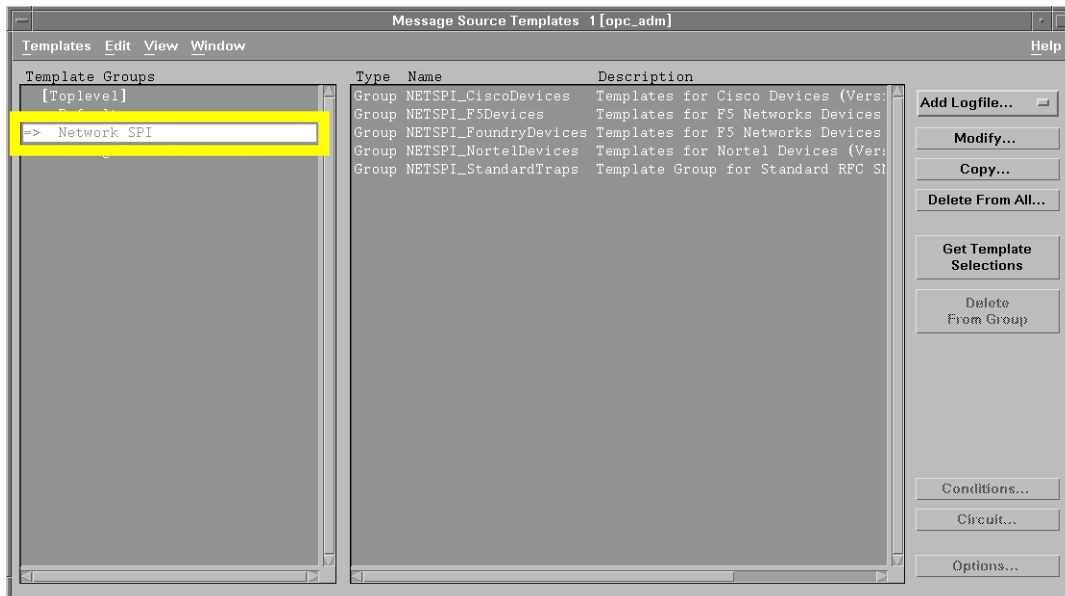 Message Source Templates 1 [opc_adm]
Templates Edit View Window Help
Template Groups
[Toplevel]
=> Network SPI
Type Name Description
Group NETSPI_CiscoDevices Templates for Cisco Devices (Vers:
Group NETSPI_F5Devices Templates for F5 Networks Devices
Group NETSPI_FoundryDevices Templates for F5 Networks Devices
Group NETSPI_NortelDevices Templates for Nortel Devices (Vers
Group NETSPI_StandardTraps Template Group for Standard RFC SN
Add Logfile...
Modify...
Copy...
Delete From All...
Get Template
Selections
Delete
From Group
Conditions...
Circuit...
Options...